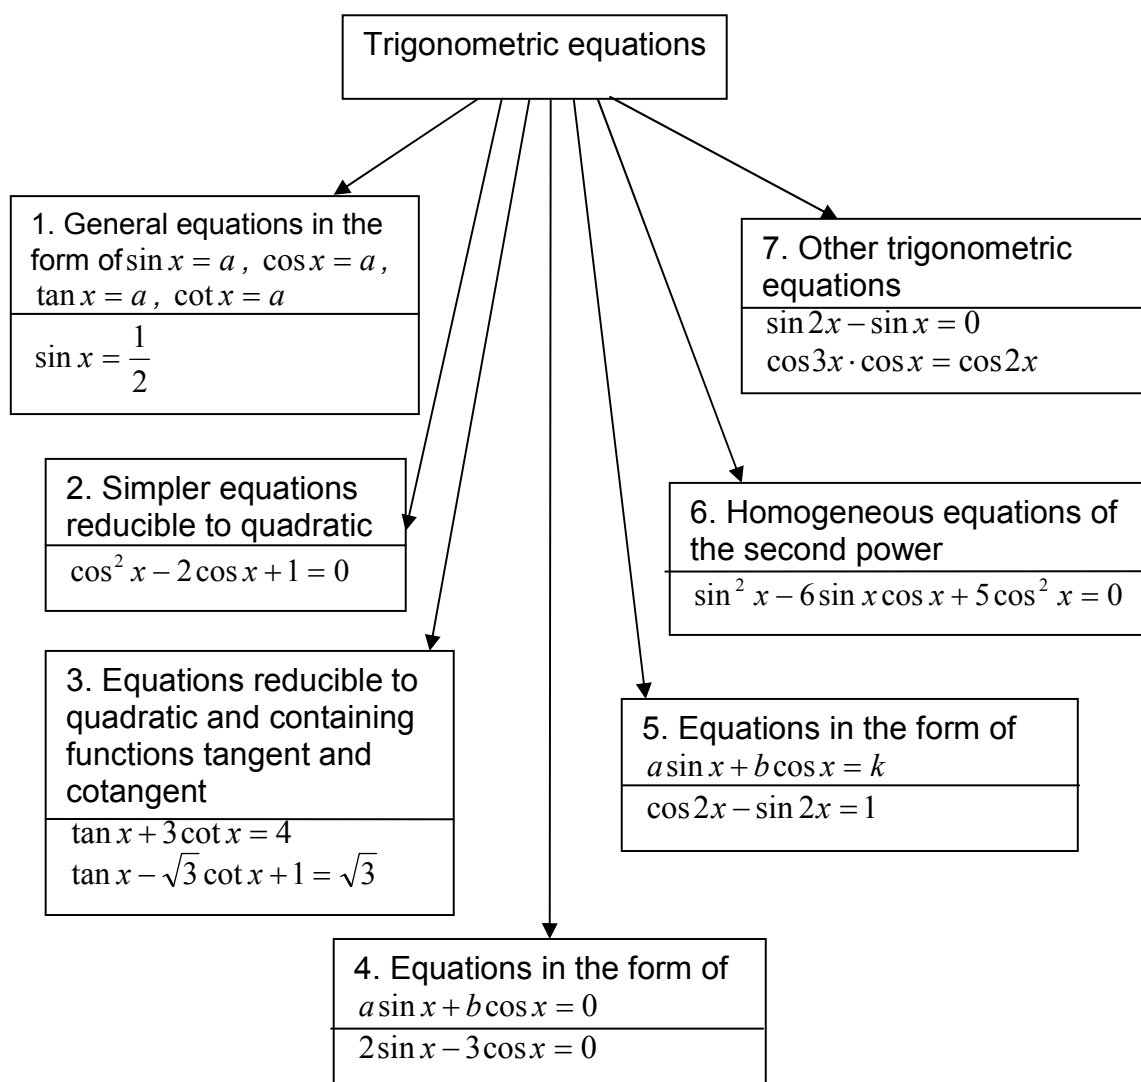 Trigonometric equations
1. General equations in the
form of sin x = a , cos x = a ,
tan x = a , cot x = a
sin x = 1/2
2. Simpler equations
reducible to quadratic
cos² x − 2 cos x + 1 = 0
3. Equations reducible to
quadratic and containing
functions tangent and
cotangent
tan x + 3 cot x = 4
tan x − √3 cot x + 1 = √3
4. Equations in the form of
a sin x + b cos x = 0
2 sin x − 3 cos x = 0
5. Equations in the form of
a sin x + b cos x = k
cos 2x − sin 2x = 1
6. Homogeneous equations of
the second power
sin² x − 6 sin x cos x + 5 cos² x = 0
7. Other trigonometric
equations
sin 2x − sin x = 0
cos 3x · cos x = cos 2x